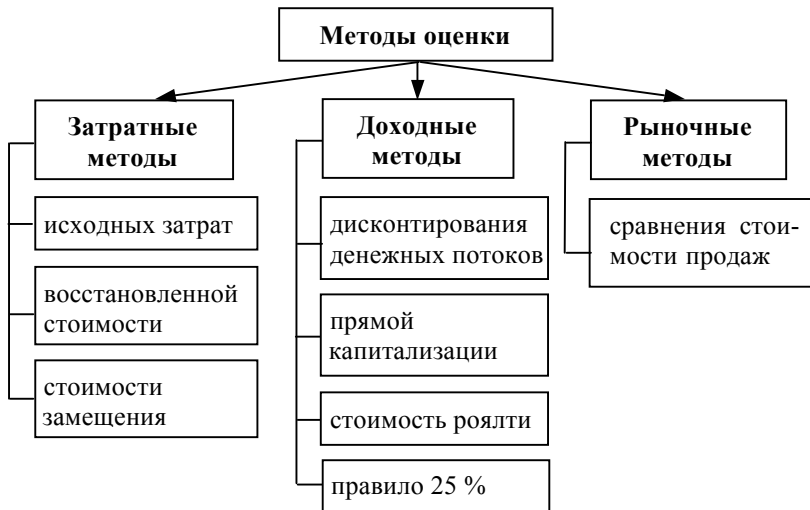 Методы оценки
Затратные
методы
исходных затрат
восстановленной
стоимости
стоимости
замещения
Доходные
методы
дисконтирования
денежных потоков
прямой
капитализации
стоимость роялти
правило 25 %
Рыночные
методы
сравнения стои-
мости продаж